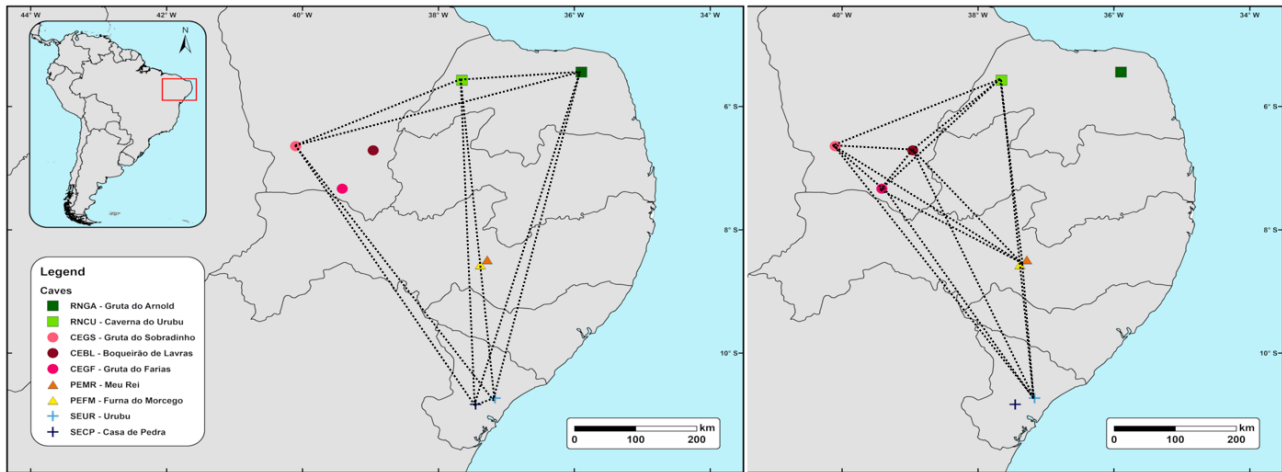 44° W
40° W
38° W
36° W
34° W
N
6° S
8° S
10° S
Legend
Caves
RNGA - Gruta do Arnold
RNCU - Caverna do Urubu
CEGS - Gruta do Sobradinho
CEBL - Boqueirão de Lavras
CEGF - Gruta do Farias
PEMR - Meu Rei
PEFM - Furna do Morcego
SEUR - Urubu
SECP - Casa de Pedra
km
0 100 200
40° W
38° W
36° W
34° W
6° S
8° S
10° S
km
0 100 200